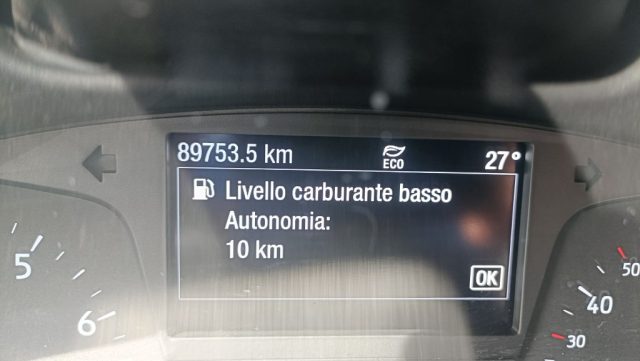 89753.5 km ECO 27°
Livello carburante basso
Autonomia:
10 km
OK
5
6
50
40
30